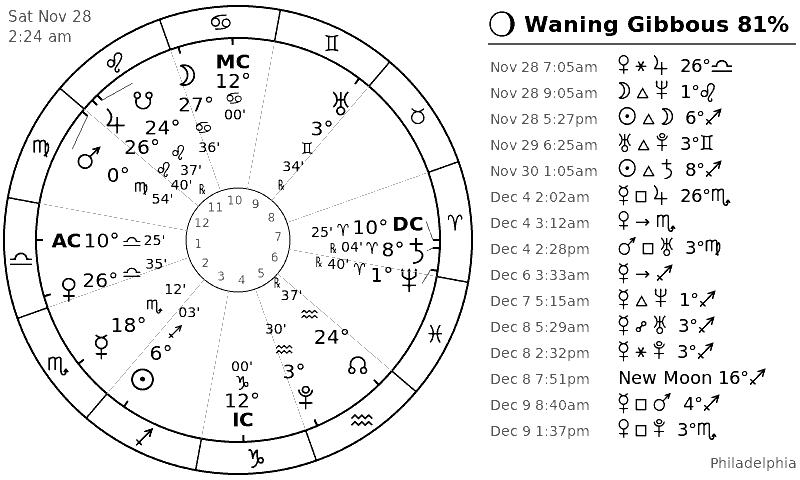 Sat Nov 28
2:24 am
Waning Gibbous 81%
Nov 28 7:05am ♀ ⚹ ♃ 26°♎
Nov 28 9:05am ☽ △ ♆ 1°♌
Nov 28 5:27pm ☉ △ ☽ 6°♐
Nov 29 6:25am ♅ △ ⯓ 3°♊
Nov 30 1:05am ☉ △ ♄ 8°♐
Dec 4 2:02am ☿ □ ♃ 26°♏
Dec 4 3:12am ♀ → ♏
Dec 4 2:28pm ♂ □ ♅ 3°♍
Dec 6 3:33am ☿ → ♐
Dec 7 5:15am ☿ △ ♆ 1°♐
Dec 8 5:29am ☿ ☍ ♅ 3°♐
Dec 8 2:32pm ☿ ⚹ ⯓ 3°♐
Dec 8 7:51pm New Moon 16°♐
Dec 9 8:40am ☿ □ ♂ 4°♐
Dec 9 1:37pm ♀ □ ⯓ 3°♏
Philadelphia
MC
12°
♋
00'
☽ 27° ♋ 36'
☋ 24° ♌ 37' ℞
♃ 26° ♌ 40'
♂ 0° ♍ 54'
AC 10° ♎ 25'
♀ 26° ♎ 35'
☿ 18° ♏ 12'
☉ 6° ♐ 03'
00'
♑
12°
IC
⯓ 3° ♒ 30'
☊ 24° ♒ 37' ℞
℞ 40' ♈ 1° ♆
℞ 04' ♈ 8° ♄
25' ♈ 10° DC
♅ 3° ♊ 34' ℞
1
2
3
4
5
6
7
8
9
10
11
12
♋
♊
♉
♈
♓
♒
♑
♐
♏
♎
♍
♌